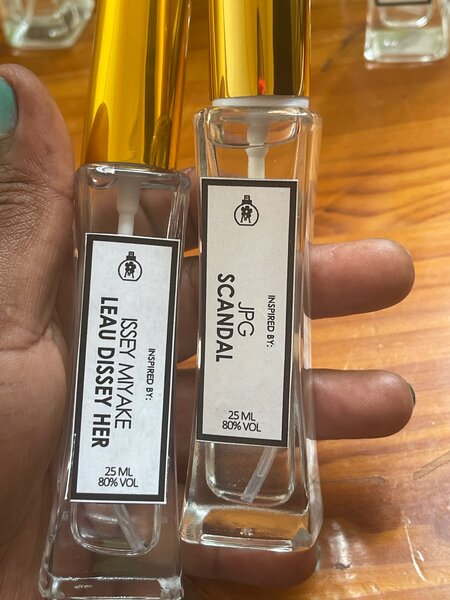 INSPIRED BY:
ISSEY MIYAKE
LEAU DISSEY HER
25 ML
80% VOL
INSPIRED BY:
JPG
SCANDAL
25 ML
80% VOL